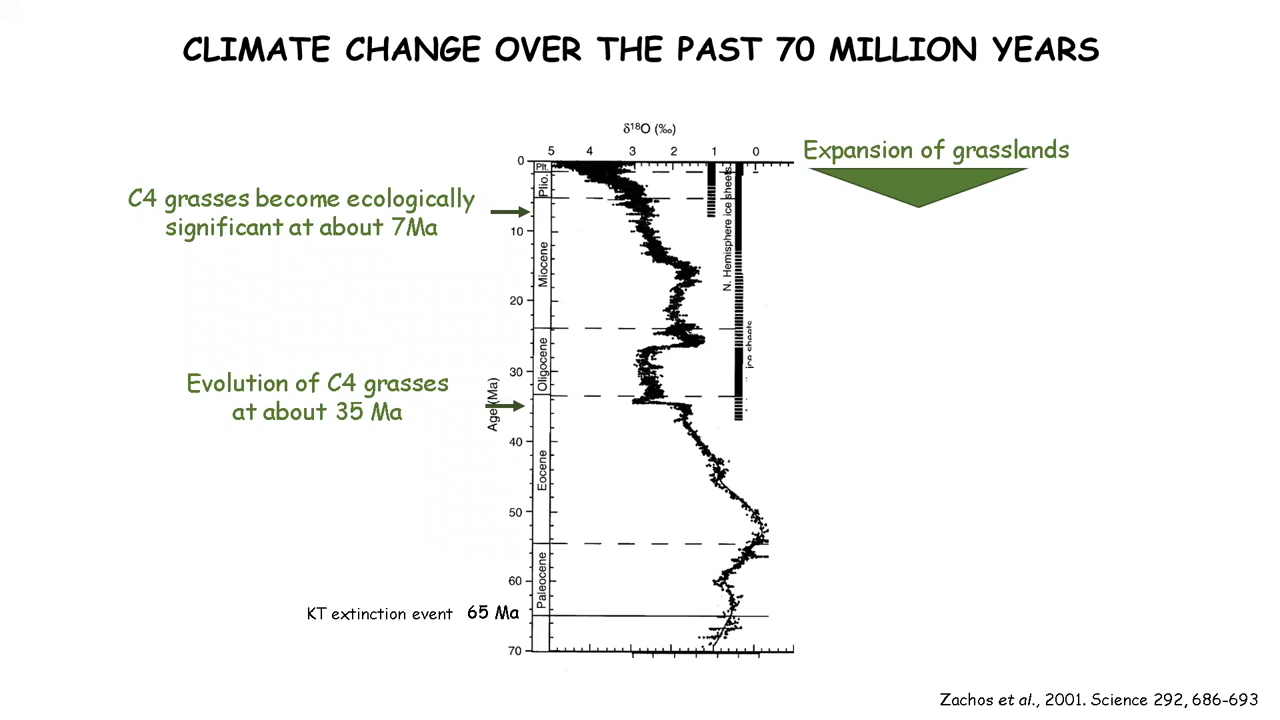 CLIMATE CHANGE OVER THE PAST 70 MILLION YEARS
δ¹⁸O (‰)
5 4 3 2 1 0
Expansion of grasslands
C4 grasses become ecologically
significant at about 7Ma
Evolution of C4 grasses
at about 35 Ma
Age (Ma)
0
10
20
30
40
50
60
70
Plt.
Plio.
Miocene
Oligocene
Eocene
Paleocene
N. Hemisphere ice sheets
KT extinction event 65 Ma
Zachos et al., 2001. Science 292, 686-693